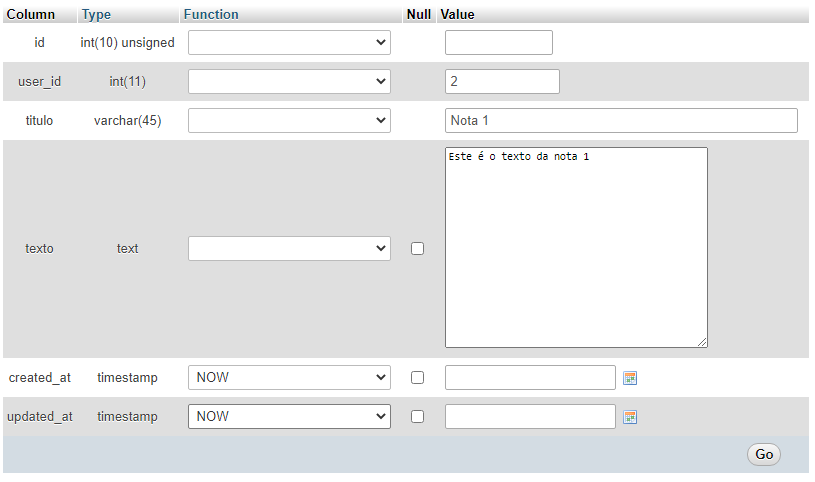 Column Type Function Null Value
id int(10) unsigned
user_id int(11) 2
titulo varchar(45) Nota 1
Este é o texto da nota 1
texto text
created_at timestamp NOW
updated_at timestamp NOW
Go